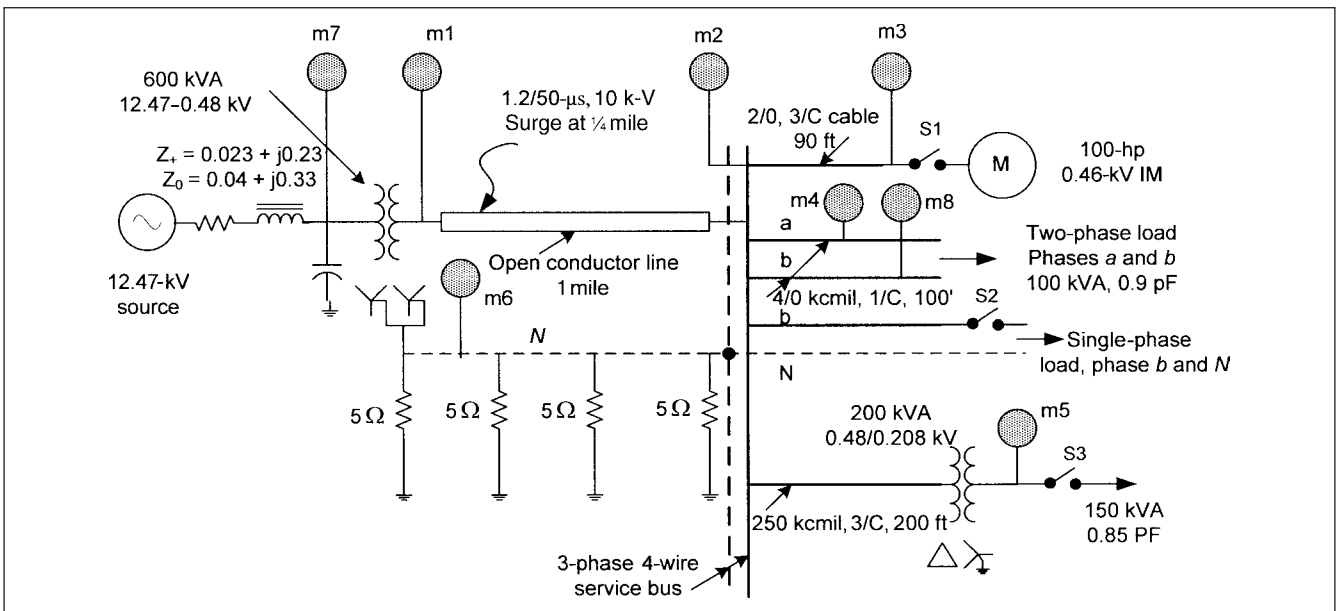 m7
m1
m2
m3
600 kVA
12.47–0.48 kV
1.2/50-μs, 10 k-V
Surge at ¼ mile
2/0, 3/C cable
90 ft
S1
M
100-hp
0.46-kV IM
Z₊ = 0.023 + j0.23
Z₀ = 0.04 + j0.33
m4
m8
a
b
Two-phase load
Phases a and b
100 kVA, 0.9 pF
12.47-kV
source
Open conductor line
1 mile
m6
4/0 kcmil, 1/C, 100'
b
S2
Single-phase
load, phase b and N
N
N
5 Ω
5 Ω
5 Ω
5 Ω
200 kVA
0.48/0.208 kV
m5
S3
250 kcmil, 3/C, 200 ft
150 kVA
0.85 PF
3-phase 4-wire
service bus